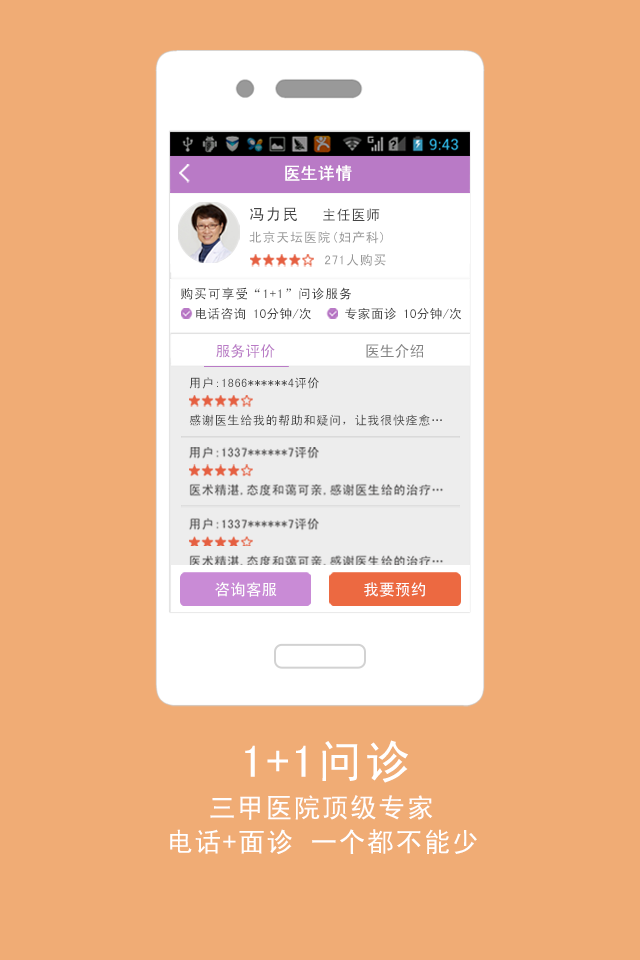 9:43
医生详情
冯力民 主任医师
北京天坛医院(妇产科)
271人购买
购买可享受“1+1”问诊服务
电话咨询 10分钟/次 专家面诊 10分钟/次
服务评价 医生介绍
用户:1866******4评价
感谢医生给我的帮助和疑问, 让我很快痊愈…
用户:1337******7评价
医术精湛,态度和蔼可亲,感谢医生给的治疗…
用户:1337******7评价
医术精湛,态度和蔼可亲,感谢医生给的治疗…
咨询客服 我要预约
1+1问诊
三甲医院顶级专家
电话+面诊 一个都不能少